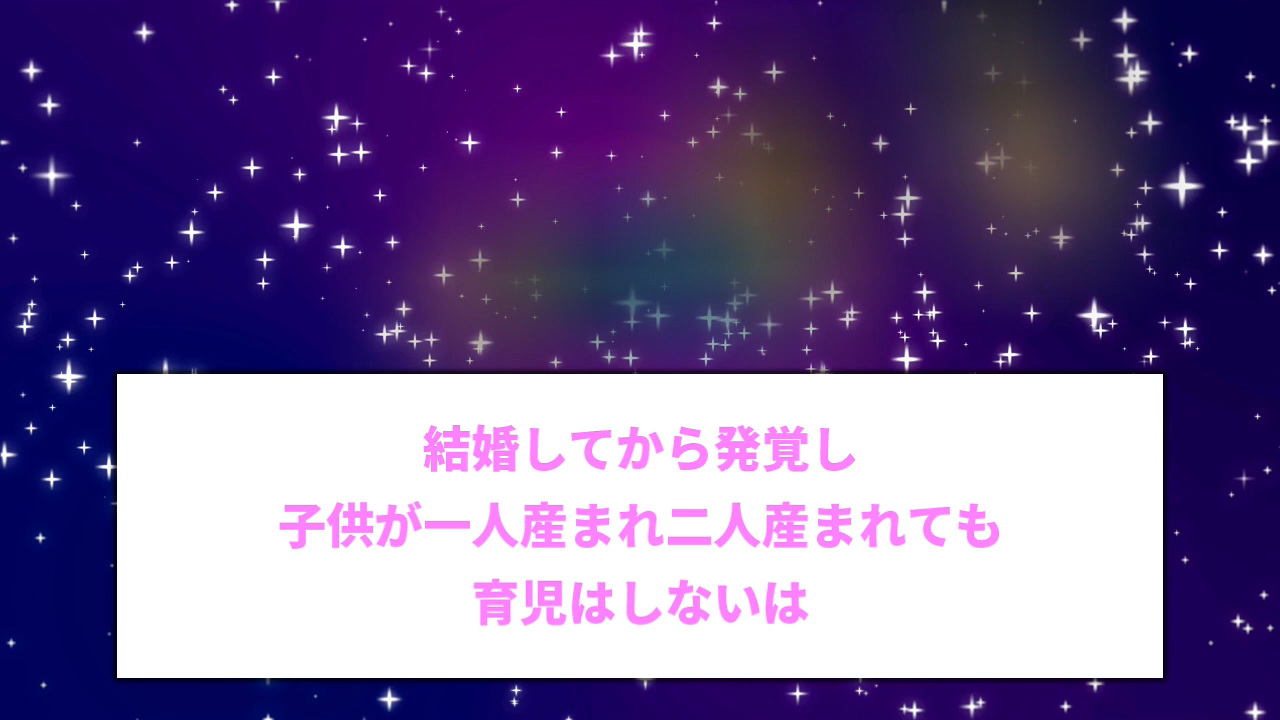 結婚してから発覚し
子供が一人産まれ二人産まれても
育児はしないは